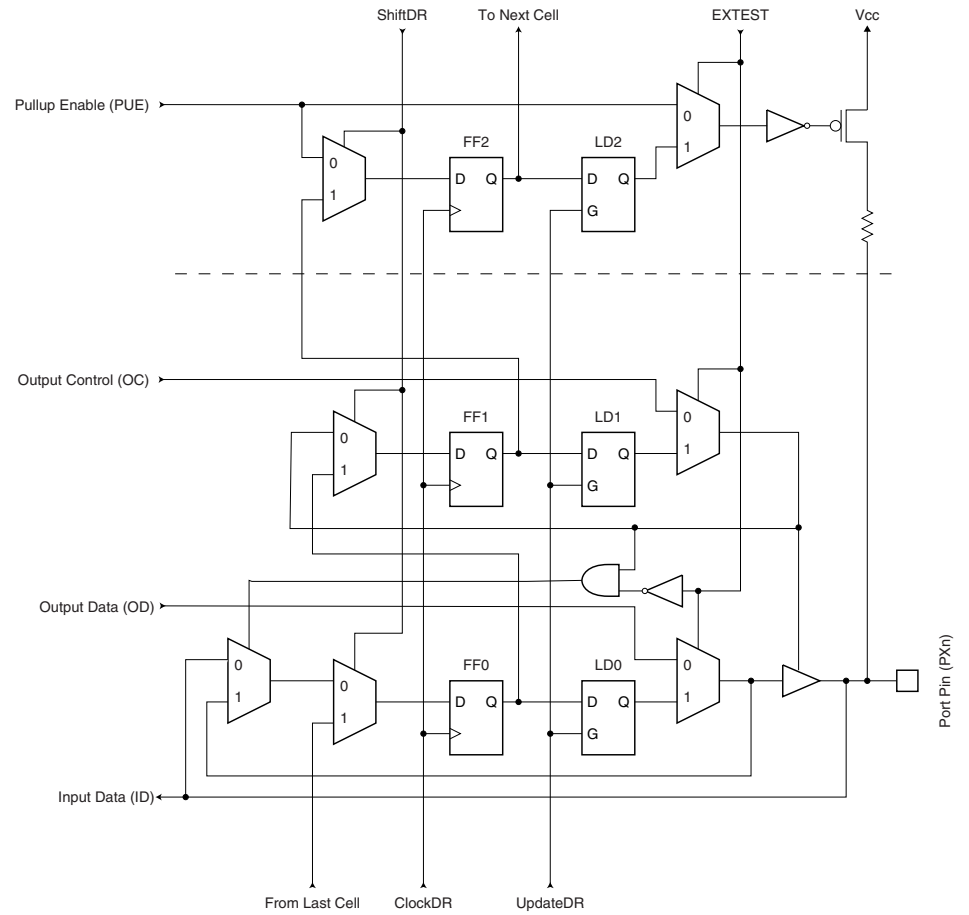 ShiftDR
To Next Cell
EXTEST
Vcc
Pullup Enable (PUE)
0
1
FF2
D Q
LD2
D Q
G
0
1
Output Control (OC)
0
1
FF1
D Q
LD1
D Q
G
0
1
Output Data (OD)
0
1
0
1
FF0
D Q
LD0
D Q
G
0
1
Port Pin (PXn)
Input Data (ID)
From Last Cell
ClockDR
UpdateDR